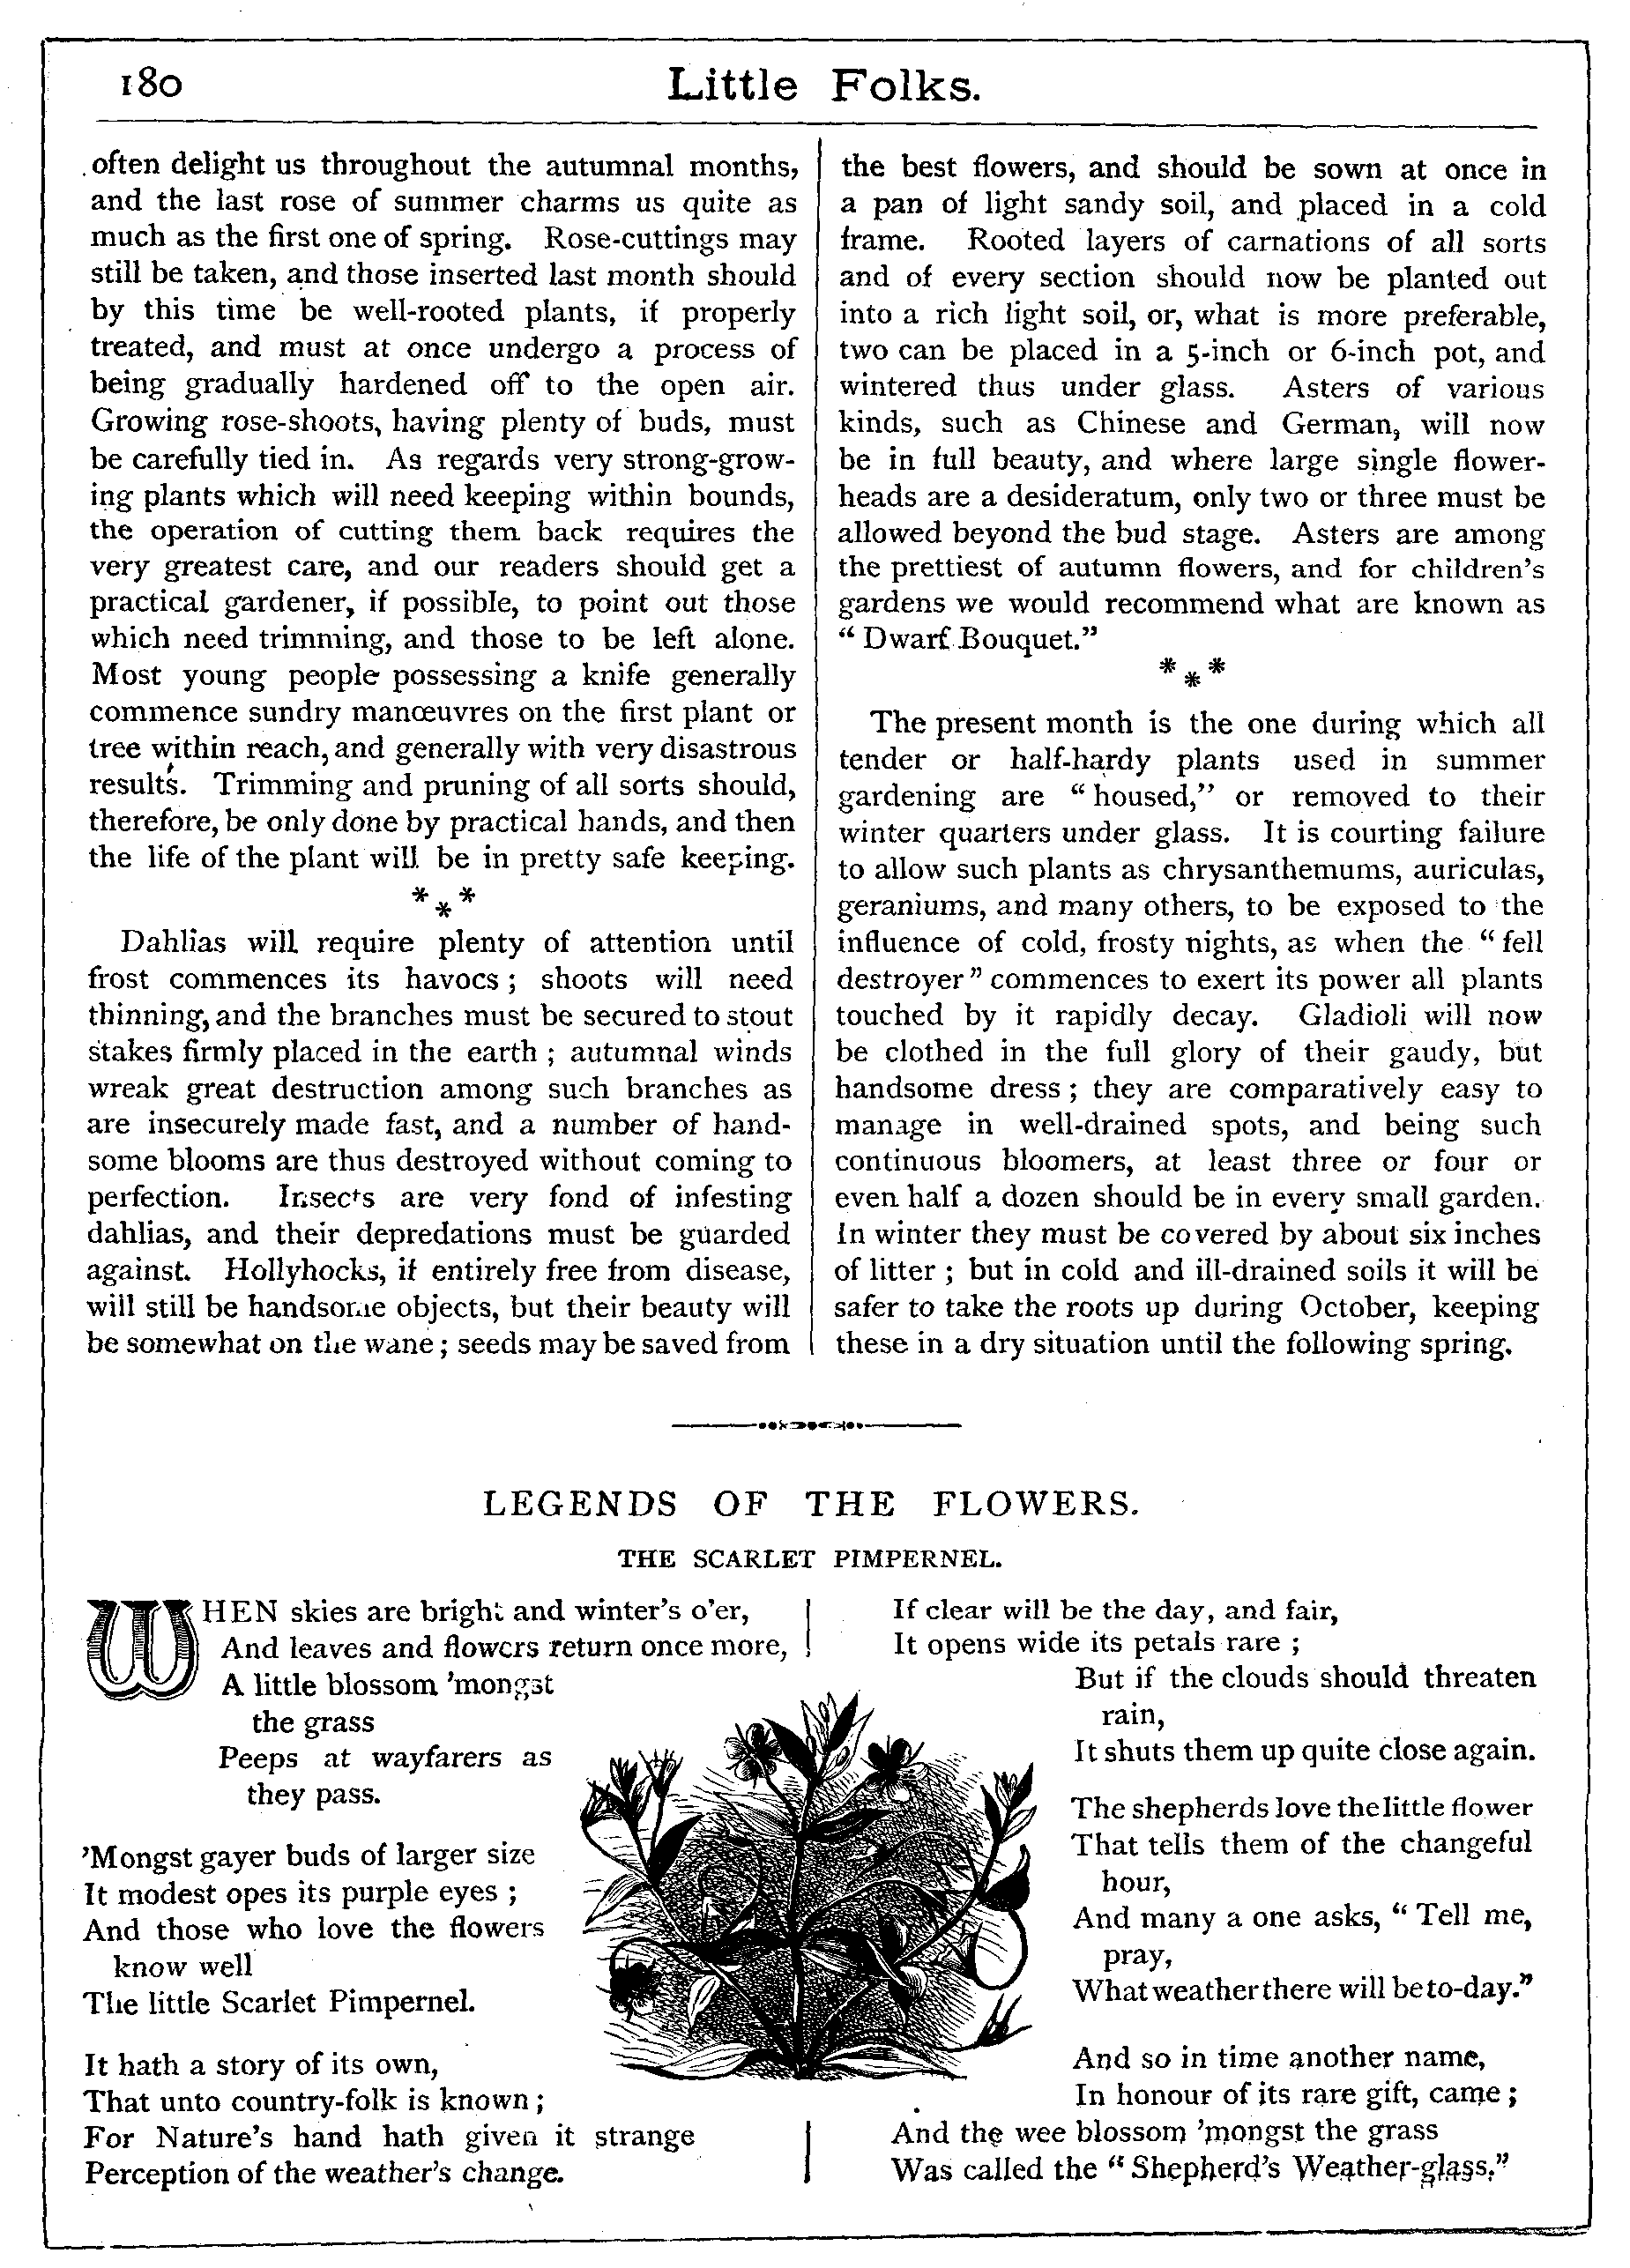 180
Little Folks.
often delight us throughout the autumnal months,
and the last rose of summer charms us quite as
much as the first one of spring. Rose-cuttings may
still be taken, and those inserted last month should
by this time be well-rooted plants, if properly
treated, and must at once undergo a process of
being gradually hardened off to the open air.
Growing rose-shoots, having plenty of buds, must
be carefully tied in. As regards very strong-grow-
ing plants which will need keeping within bounds,
the operation of cutting them back requires the
very greatest care, and our readers should get a
practical gardener, if possible, to point out those
which need trimming, and those to be left alone.
Most young people possessing a knife generally
commence sundry manœuvres on the first plant or
tree within reach, and generally with very disastrous
results. Trimming and pruning of all sorts should,
therefore, be only done by practical hands, and then
the life of the plant will be in pretty safe keeping.
* * *
Dahlias will require plenty of attention until
frost commences its havocs; shoots will need
thinning, and the branches must be secured to stout
stakes firmly placed in the earth; autumnal winds
wreak great destruction among such branches as
are insecurely made fast, and a number of hand-
some blooms are thus destroyed without coming to
perfection. Insects are very fond of infesting
dahlias, and their depredations must be guarded
against. Hollyhocks, if entirely free from disease,
will still be handsome objects, but their beauty will
be somewhat on the wane; seeds may be saved from
the best flowers, and should be sown at once in
a pan of light sandy soil, and placed in a cold
frame. Rooted layers of carnations of all sorts
and of every section should now be planted out
into a rich light soil, or, what is more preferable,
two can be placed in a 5-inch or 6-inch pot, and
wintered thus under glass. Asters of various
kinds, such as Chinese and German, will now
be in full beauty, and where large single flower-
heads are a desideratum, only two or three must be
allowed beyond the bud stage. Asters are among
the prettiest of autumn flowers, and for children's
gardens we would recommend what are known as
"Dwarf Bouquet."
* * *
The present month is the one during which all
tender or half-hardy plants used in summer
gardening are "housed," or removed to their
winter quarters under glass. It is courting failure
to allow such plants as chrysanthemums, auriculas,
geraniums, and many others, to be exposed to the
influence of cold, frosty nights, as when the "fell
destroyer" commences to exert its power all plants
touched by it rapidly decay. Gladioli will now
be clothed in the full glory of their gaudy, but
handsome dress; they are comparatively easy to
manage in well-drained spots, and being such
continuous bloomers, at least three or four or
even half a dozen should be in every small garden.
In winter they must be covered by about six inches
of litter; but in cold and ill-drained soils it will be
safer to take the roots up during October, keeping
these in a dry situation until the following spring.
LEGENDS OF THE FLOWERS.
THE SCARLET PIMPERNEL.
WHEN skies are bright and winter's o'er,
And leaves and flowers return once more,
A little blossom 'mongst
the grass
Peeps at wayfarers as
they pass.
'Mongst gayer buds of larger size
It modest opes its purple eyes;
And those who love the flowers
know well
The little Scarlet Pimpernel.
It hath a story of its own,
That unto country-folk is known;
For Nature's hand hath given it strange
Perception of the weather's change.
If clear will be the day, and fair,
It opens wide its petals rare;
But if the clouds should threaten
rain,
It shuts them up quite close again.
The shepherds love the little flower
That tells them of the changeful
hour,
And many a one asks, "Tell me,
pray,
What weather there will be to-day."
And so in time another name,
In honour of its rare gift, came;
And the wee blossom 'mongst the grass
Was called the "Shepherd's Weather-glass."